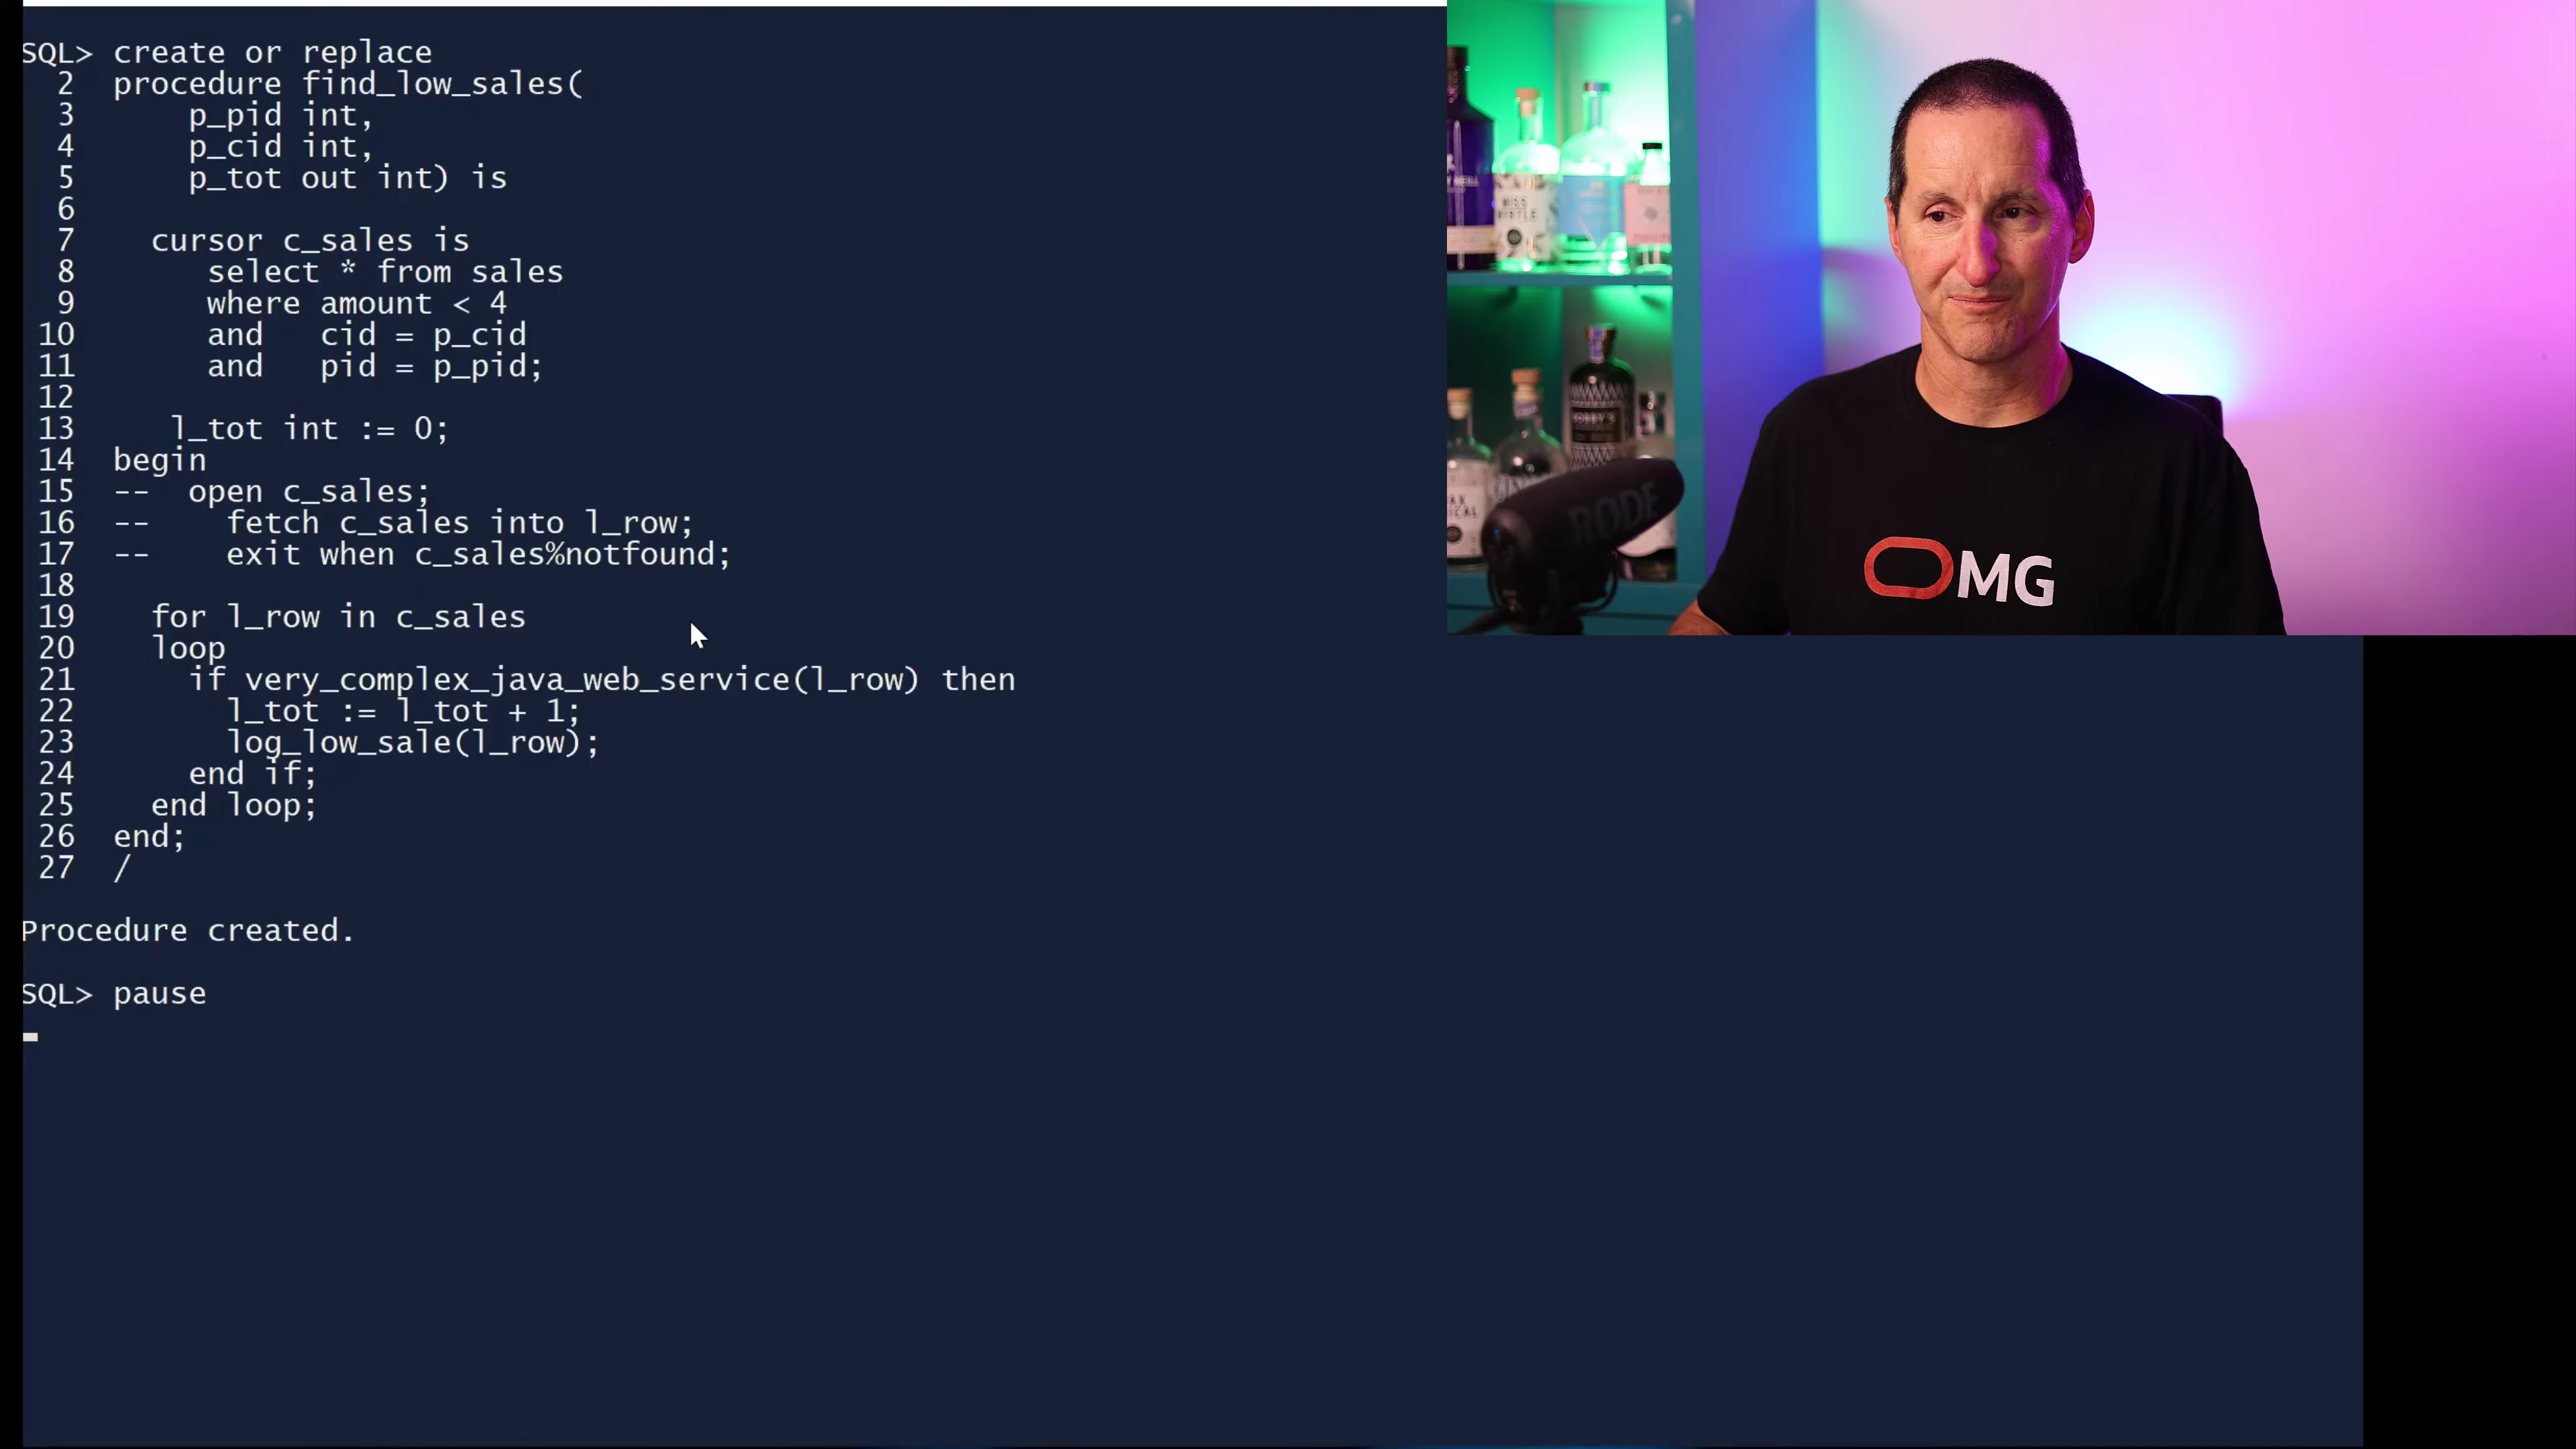 SQL> create or replace
2 procedure find_low_sales(
3 p_pid int,
4 p_cid int,
5 p_tot out int) is
6
7 cursor c_sales is
8 select * from sales
9 where amount < 4
10 and cid = p_cid
11 and pid = p_pid;
12
13 l_tot int := 0;
14 begin
15 -- open c_sales;
16 -- fetch c_sales into l_row;
17 -- exit when c_sales%notfound;
18
19 for l_row in c_sales
20 loop
21 if very_complex_java_web_service(l_row) then
22 l_tot := l_tot + 1;
23 log_low_sale(l_row);
24 end if;
25 end loop;
26 end;
27 /
Procedure created.
SQL> pause
MISS
MYRTLE
RØDE
OMG